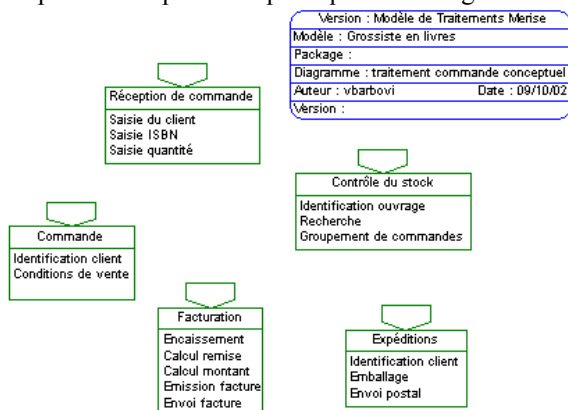 Version : Modèle de Traitements Merise
Modèle : Grossiste en livres
Package :
Diagramme : traitement commande conceptuel
Auteur : vbarbovi Date : 09/10/02
Version :
Réception de commande
Saisie du client
Saisie ISBN
Saisie quantité
Contrôle du stock
Identification ouvrage
Recherche
Groupement de commandes
Commande
Identification client
Conditions de vente
Facturation
Encaissement
Calcul remise
Calcul montant
Emission facture
Envoi facture
Expéditions
Identification client
Emballage
Envoi postal